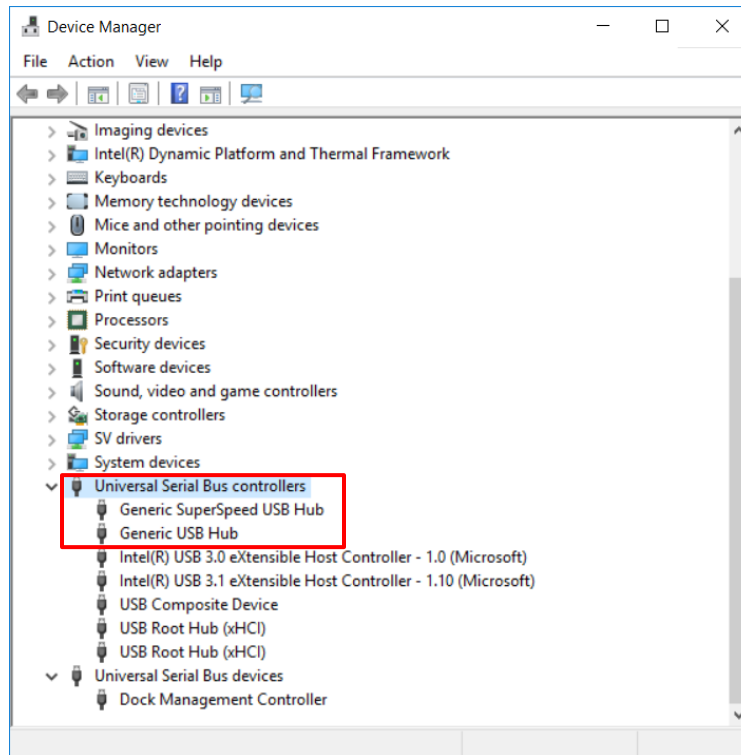 Device Manager
File Action View Help
Imaging devices
Intel(R) Dynamic Platform and Thermal Framework
Keyboards
Memory technology devices
Mice and other pointing devices
Monitors
Network adapters
Print queues
Processors
Security devices
Software devices
Sound, video and game controllers
Storage controllers
SV drivers
System devices
Universal Serial Bus controllers
Generic SuperSpeed USB Hub
Generic USB Hub
Intel(R) USB 3.0 eXtensible Host Controller - 1.0 (Microsoft)
Intel(R) USB 3.1 eXtensible Host Controller - 1.10 (Microsoft)
USB Composite Device
USB Root Hub (xHCI)
USB Root Hub (xHCI)
Universal Serial Bus devices
Dock Management Controller